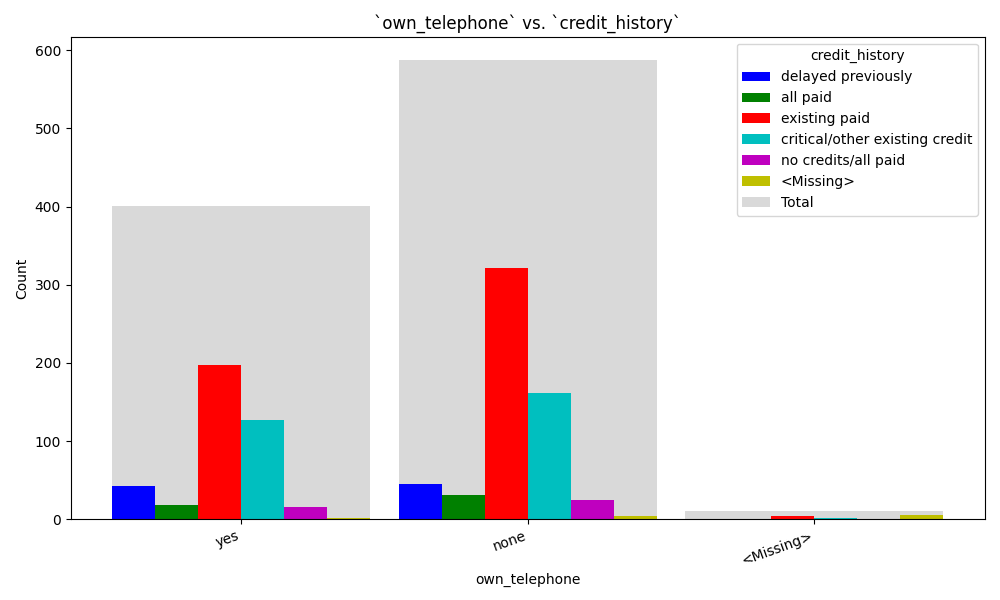 `own_telephone` vs. `credit_history`
Count
600
500
400
300
200
100
0
credit_history
delayed previously
all paid
existing paid
critical/other existing credit
no credits/all paid
<Missing>
Total
yes
none
<Missing>
own_telephone